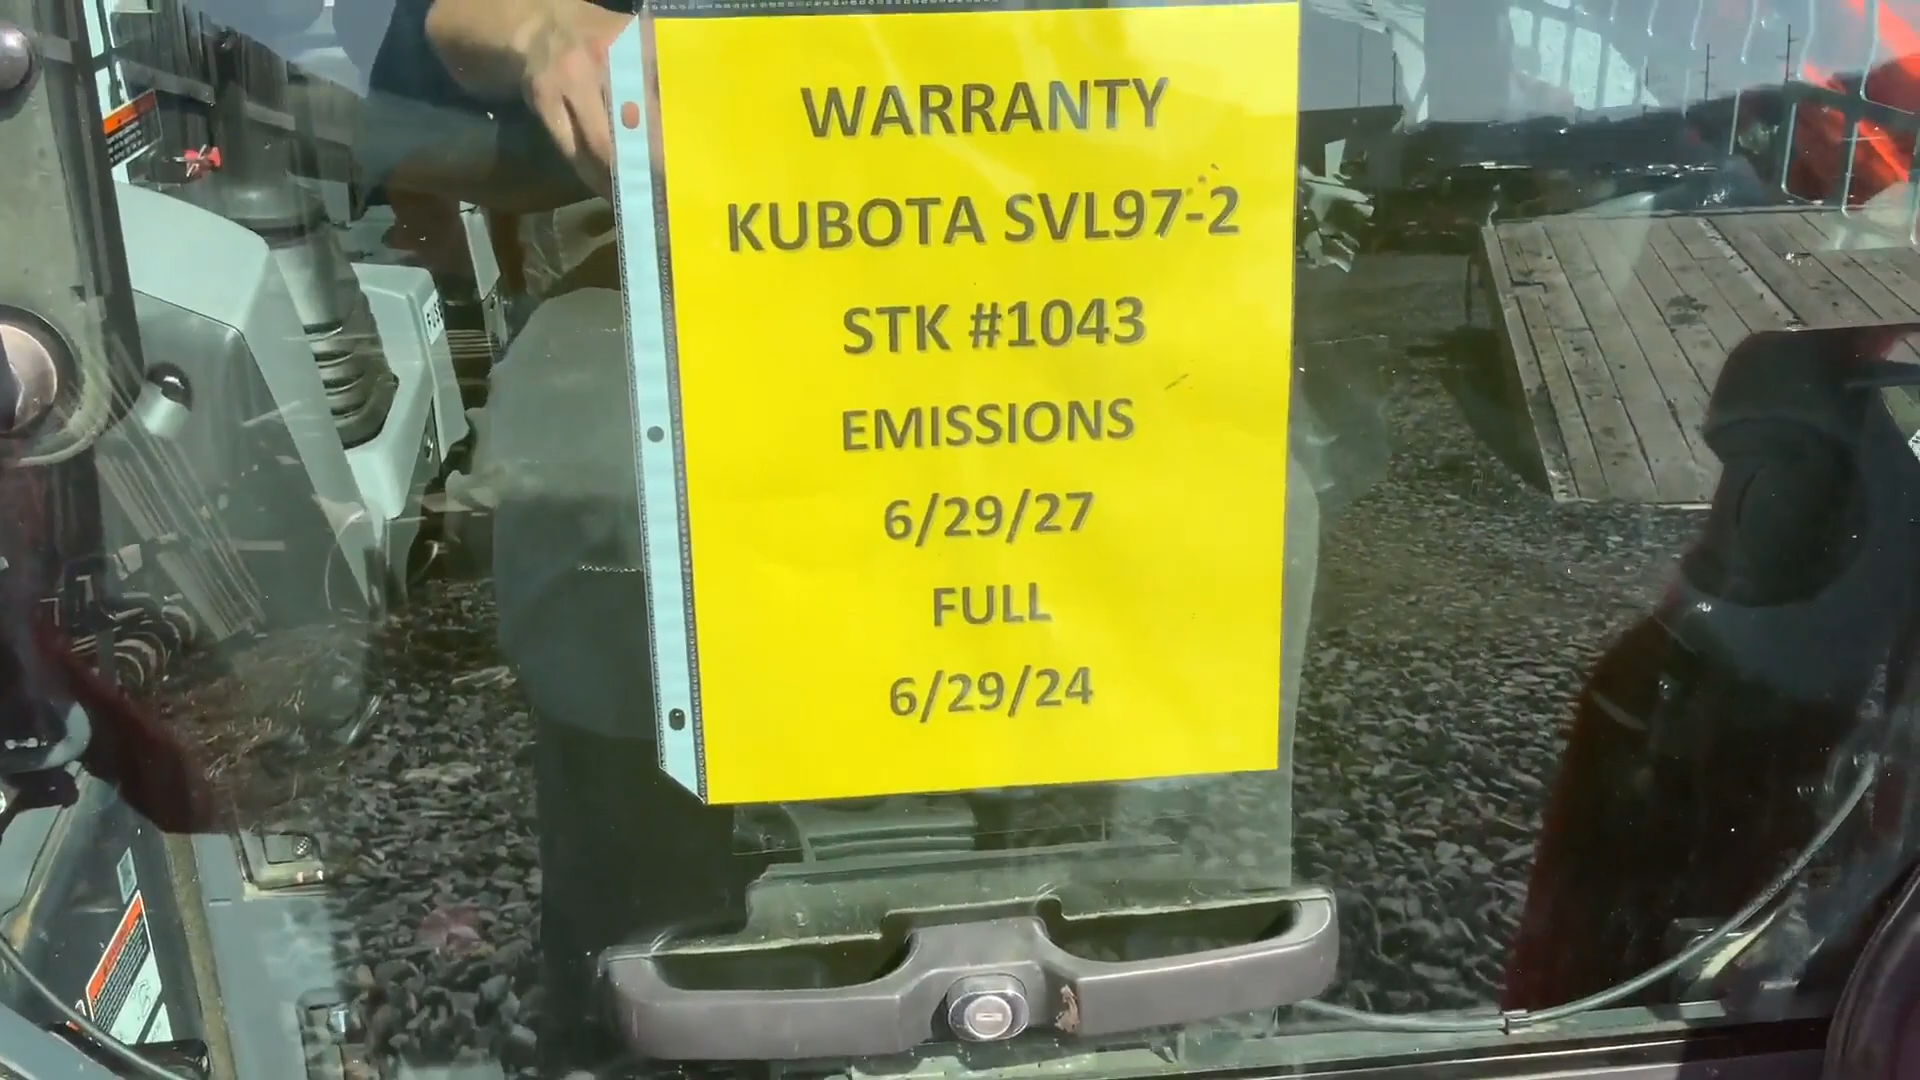 WARRANTY
KUBOTA SVL97-2
STK #1043
EMISSIONS
6/29/27
FULL
6/29/24